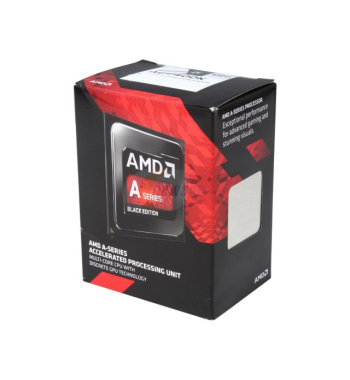 AMD A-SERIES PROCESSOR
Exceptional performance
for advanced gaming and
stunning visuals.
AMD
A SERIES
BLACK EDITION
AMD A-SERIES
ACCELERATED PROCESSING UNIT
MULTI-CORE CPU WITH
DISCRETE GPU TECHNOLOGY
AMD